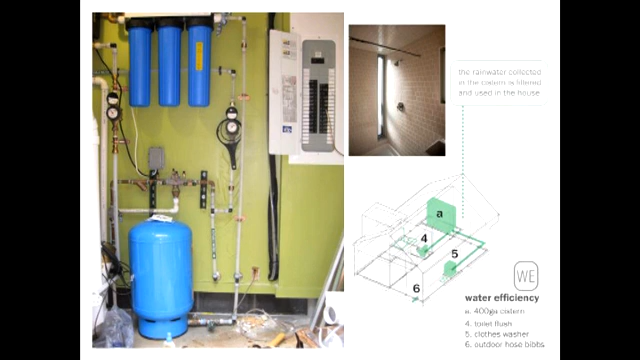 the rainwater collected
in the cistern is filtered
and used in the house
a
4
5
6
WE
water efficiency
a. 400ga cistern
4. toilet flush
5. clothes washer
6. outdoor hose bibbs